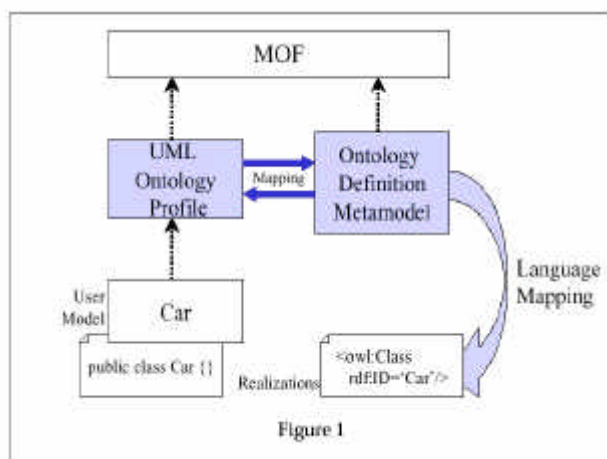 MOF
UML
Ontology
Profile
Mapping
Ontology
Definition
Metamodel
Language
Mapping
User
Model
Car
public class Car {}
Realizations
<owl:Class
rdf:ID="Car"/>
Figure 1